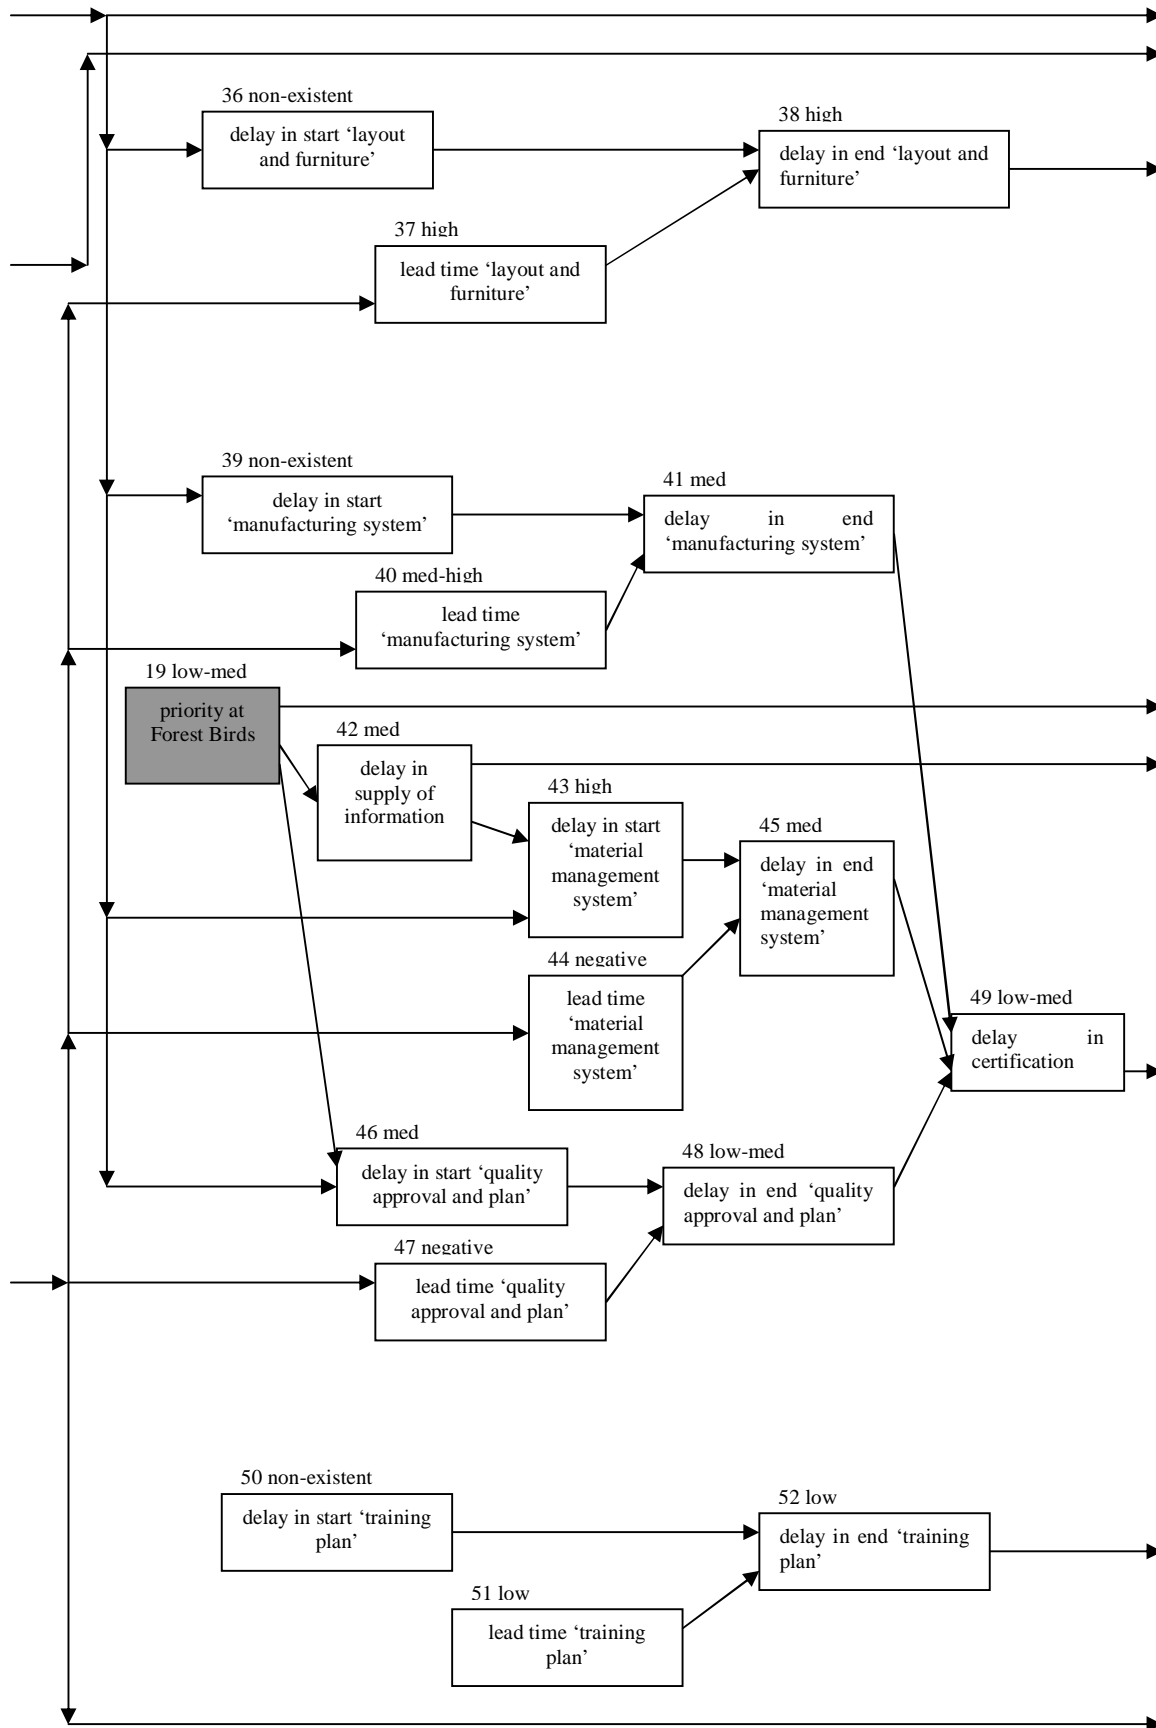 36 non-existent
delay in start ‘layout
and furniture’
38 high
delay in end ‘layout and
furniture’
37 high
lead time ‘layout and
furniture’
39 non-existent
delay in start
‘manufacturing system’
41 med
delay in end
‘manufacturing system’
40 med-high
lead time
‘manufacturing system’
19 low-med
priority at
Forest Birds
42 med
delay in
supply of
information
43 high
delay in start
‘material
management
system’
45 med
delay in end
‘material
management
system’
44 negative
lead time
‘material
management
system’
49 low-med
delay in
certification
46 med
delay in start ‘quality
approval and plan’
48 low-med
delay in end ‘quality
approval and plan’
47 negative
lead time ‘quality
approval and plan’
50 non-existent
delay in start ‘training
plan’
52 low
delay in end ‘training
plan’
51 low
lead time ‘training
plan’